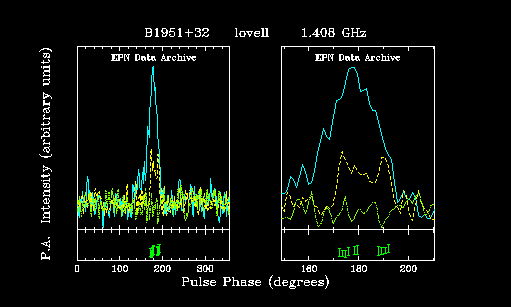 B1951+32 lovell 1.408 GHz
EPN Data Archive EPN Data Archive
P.A. Intensity (arbitrary units)
0 100 200 300 160 180 200
Pulse Phase (degrees)